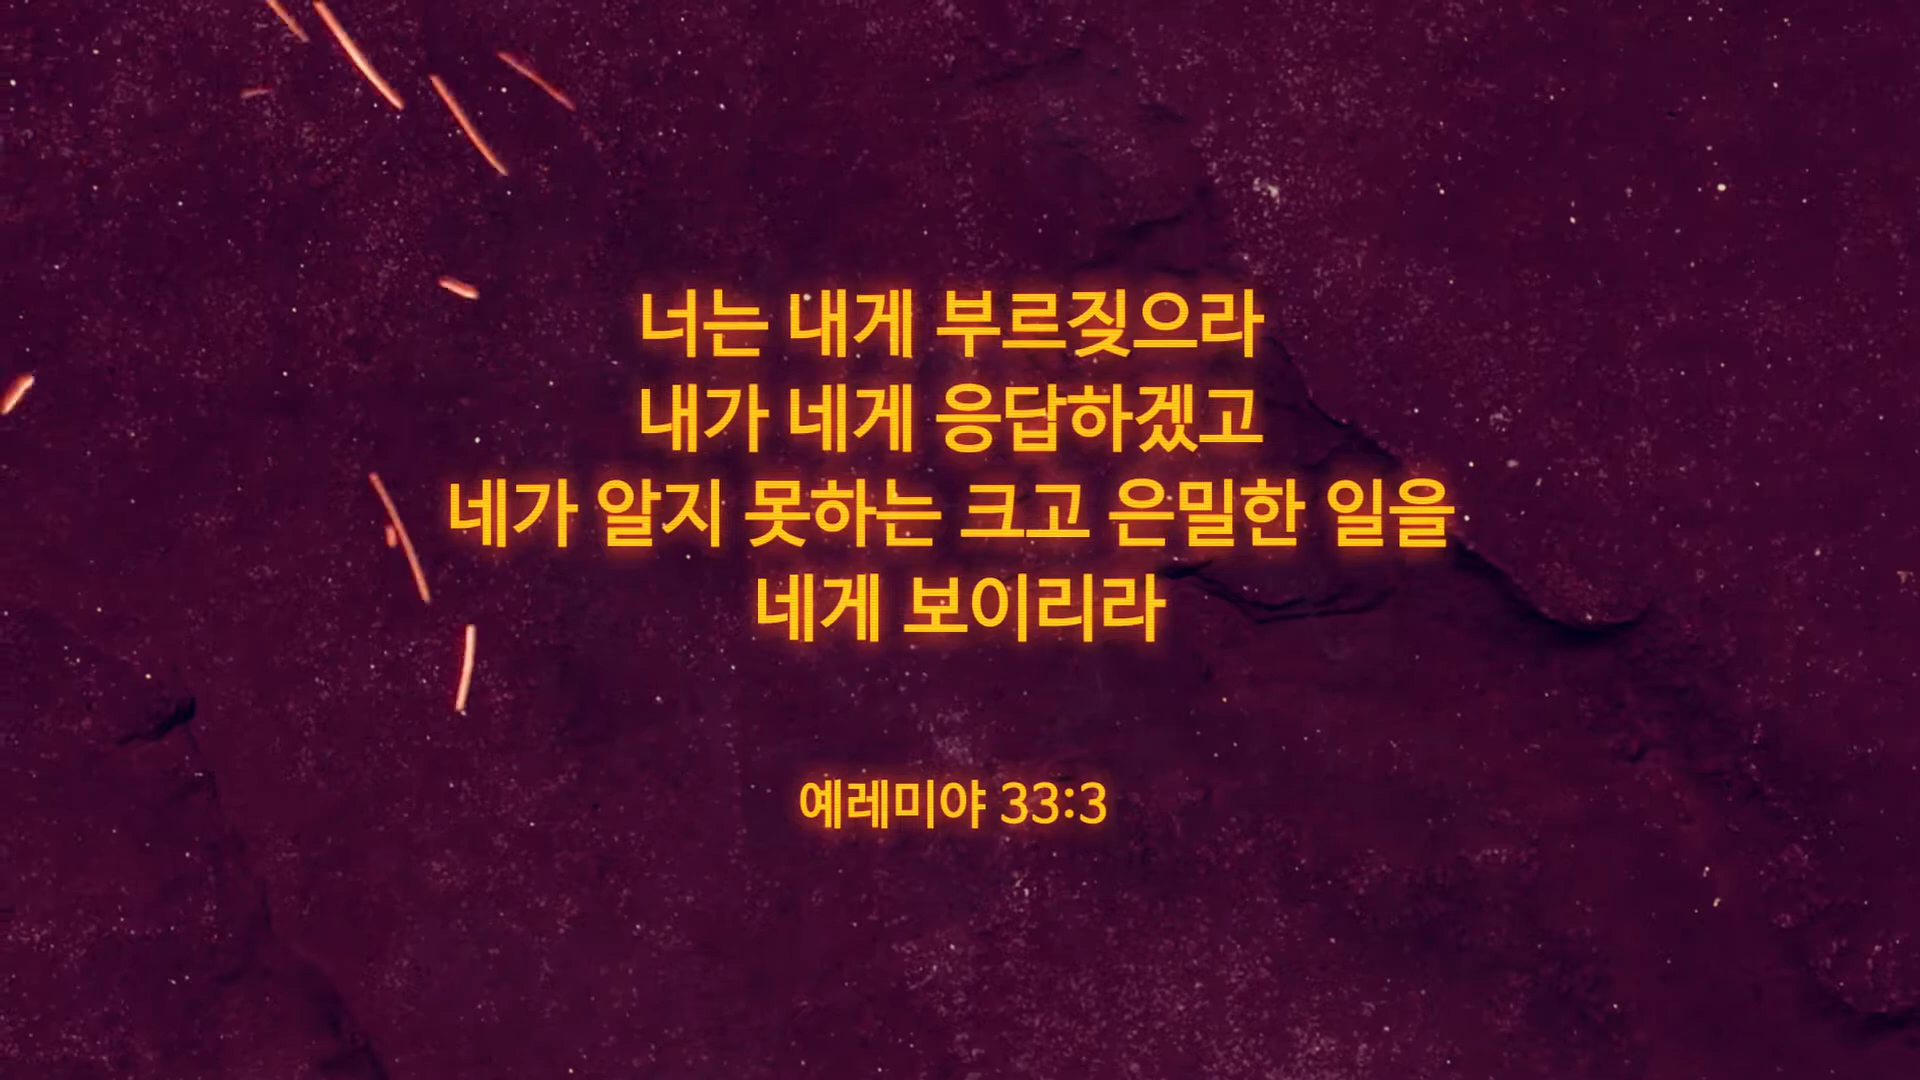 너는 내게 부르짖으라
내가 네게 응답하겠고
네가 알지 못하는 크고 은밀한 일을
네게 보이리라
예레미야 33:3